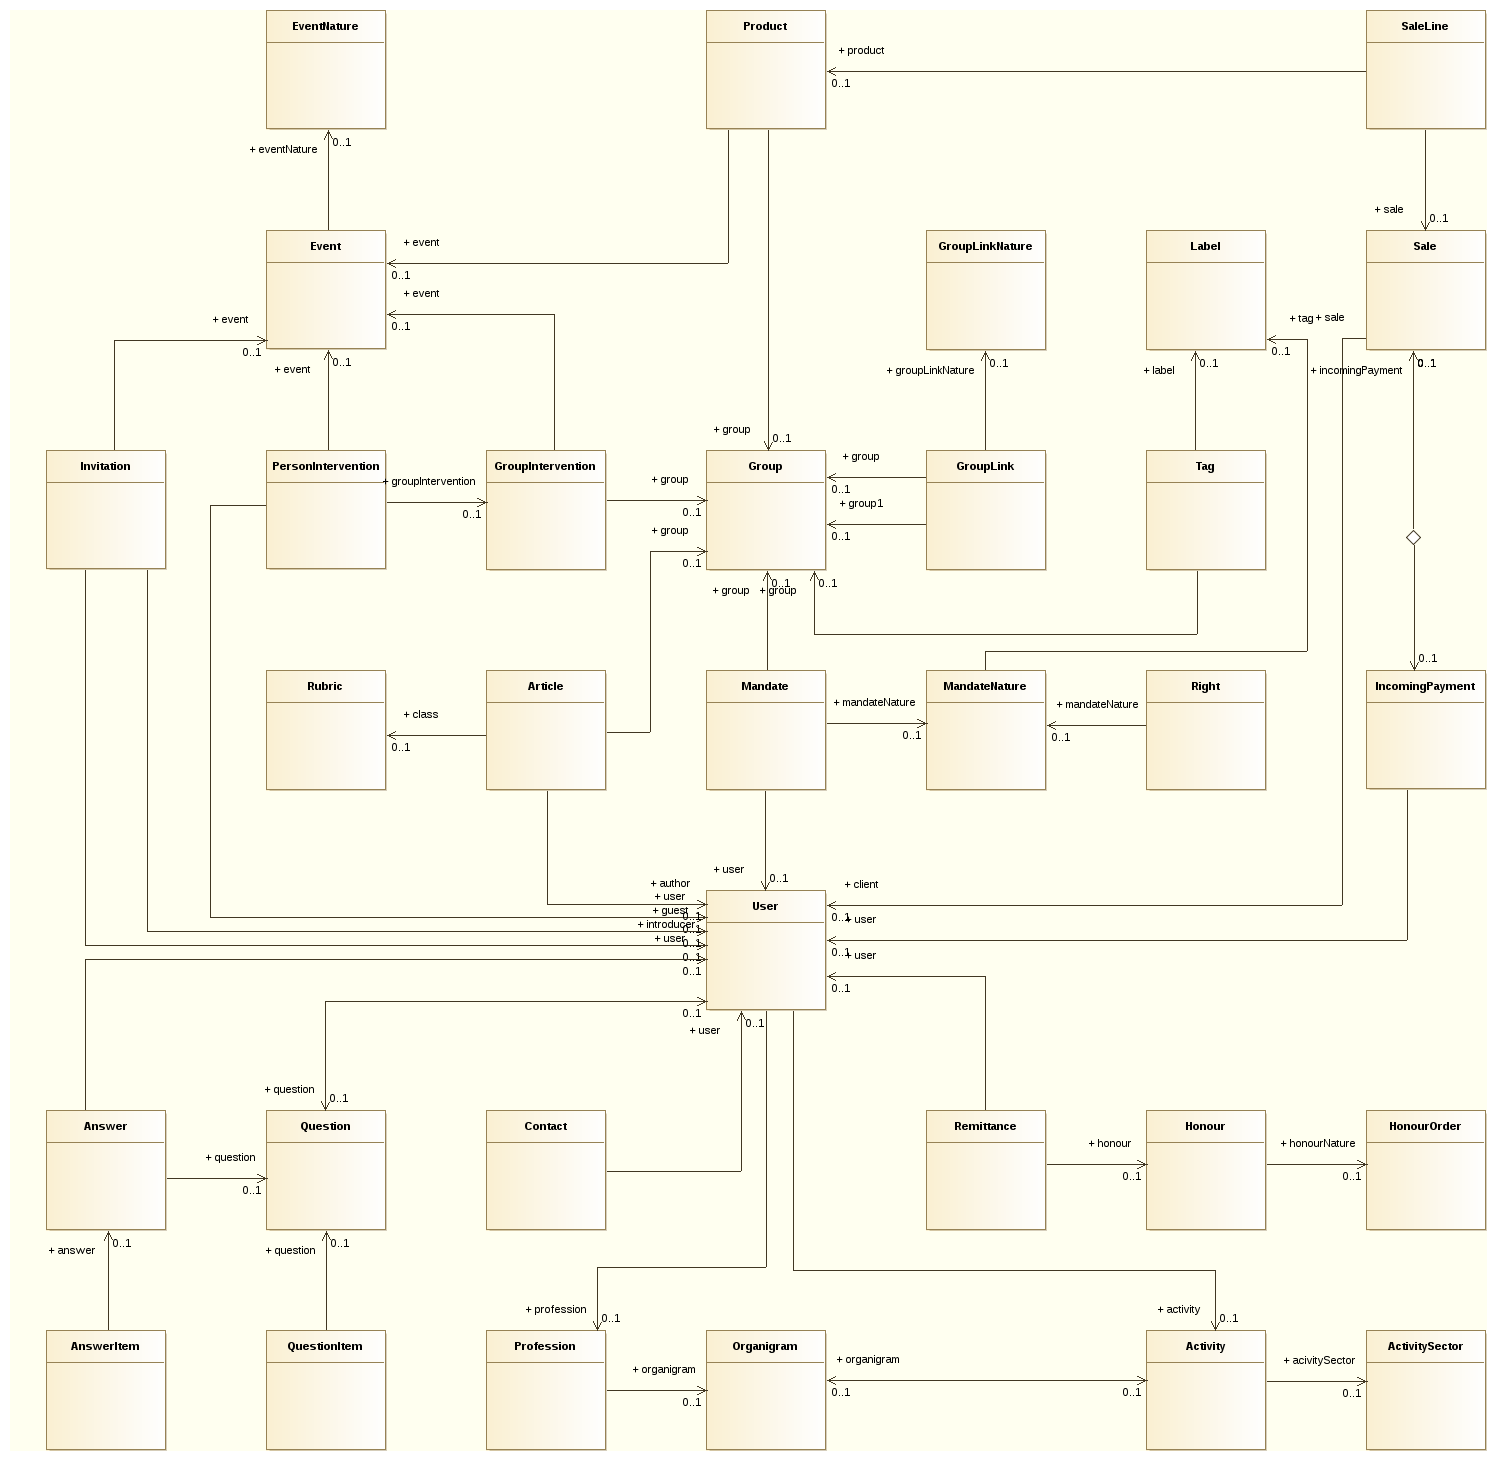 EventNature
Product
SaleLine
+ product
0..1
0..1
+ eventNature
+ sale
0..1
Event
+ event
0..1
GroupLinkNature
Label
Sale
+ event
0..1
+ event
0..1
+ tag
+ sale
0..1
0..1
+ event
0..1
+ groupLinkNature
0..1
+ label
0..1
+ incomingPayment
0..1
+ group
0..1
Invitation
PersonIntervention
GroupIntervention
Group
GroupLink
Tag
+ group
0..1
+ groupIntervention
0..1
+ group
0..1
+ group1
0..1
+ group
0..1
0..1
0..1
+ group
+ group
0..1
Rubric
Article
Mandate
MandateNature
Right
IncomingPayment
+ class
0..1
+ mandateNature
0..1
+ mandateNature
0..1
+ user
0..1
+ author
+ user
+ guest
+ introducer
+ user
0..1
0..1
0..1
0..1
0..1
User
+ client
0..1
+ user
0..1
+ user
0..1
0..1
+ user
0..1
+ question
0..1
Answer
Question
Contact
Remittance
Honour
HonourOrder
+ question
0..1
+ honour
0..1
+ honourNature
0..1
+ answer
0..1
+ question
0..1
+ profession
0..1
+ activity
0..1
AnswerItem
QuestionItem
Profession
Organigram
Activity
ActivitySector
+ organigram
0..1
+ organigram
0..1
0..1
+ acivitySector
0..1